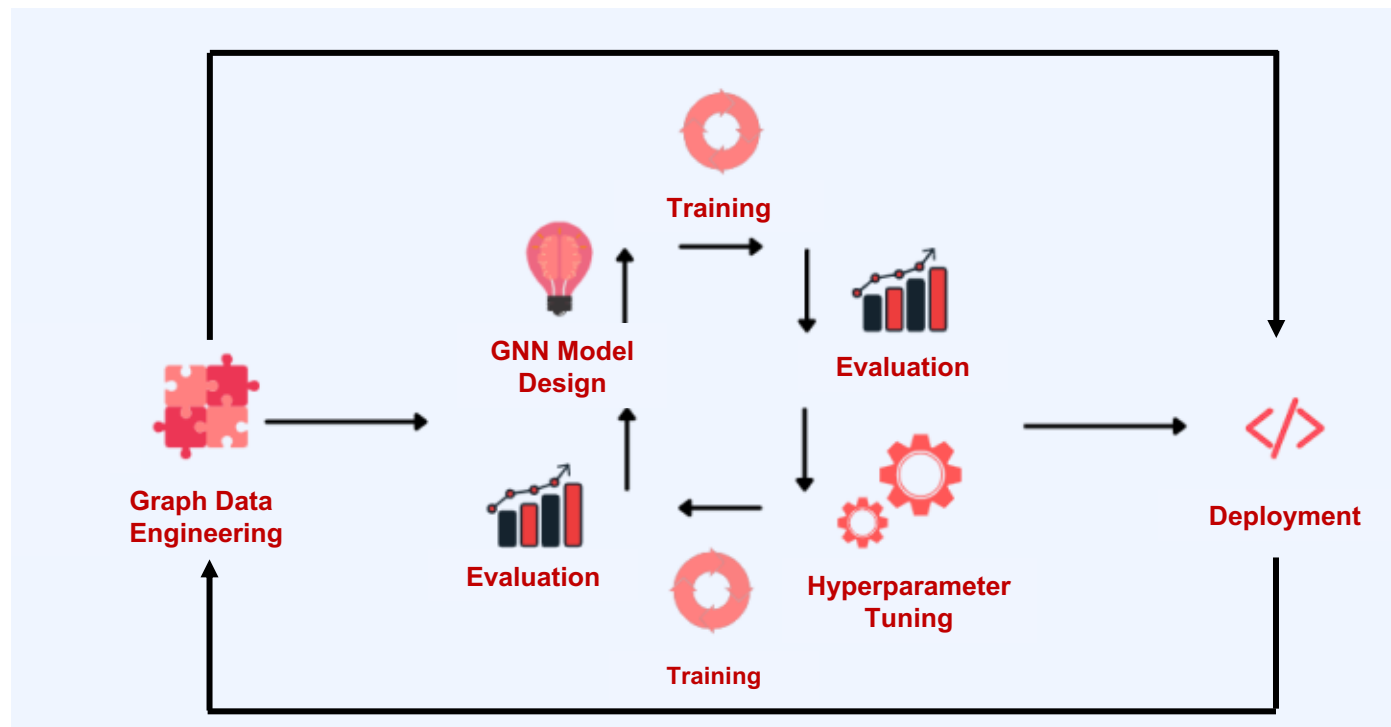 Training
GNN Model
Design
Evaluation
Graph Data
Engineering
Deployment
Evaluation
Hyperparameter
Tuning
Training